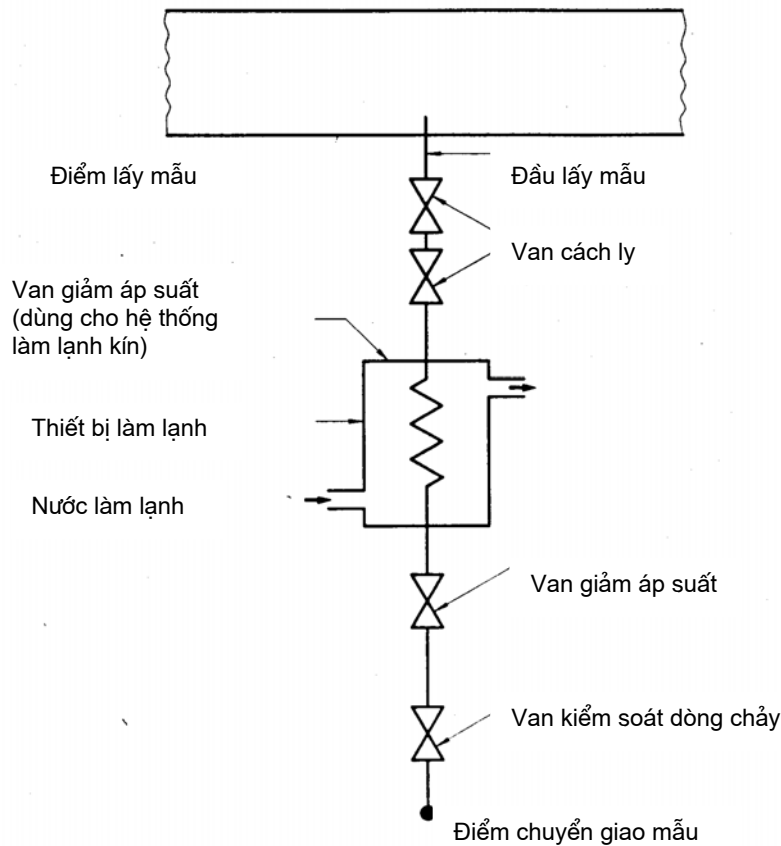 Điểm lấy mẫu
Đầu lấy mẫu
Van cách ly
Van giảm áp suất
(dùng cho hệ thống
làm lạnh kín)
Thiết bị làm lạnh
Nước làm lạnh
Van giảm áp suất
Van kiểm soát dòng chảy
Điểm chuyển giao mẫu